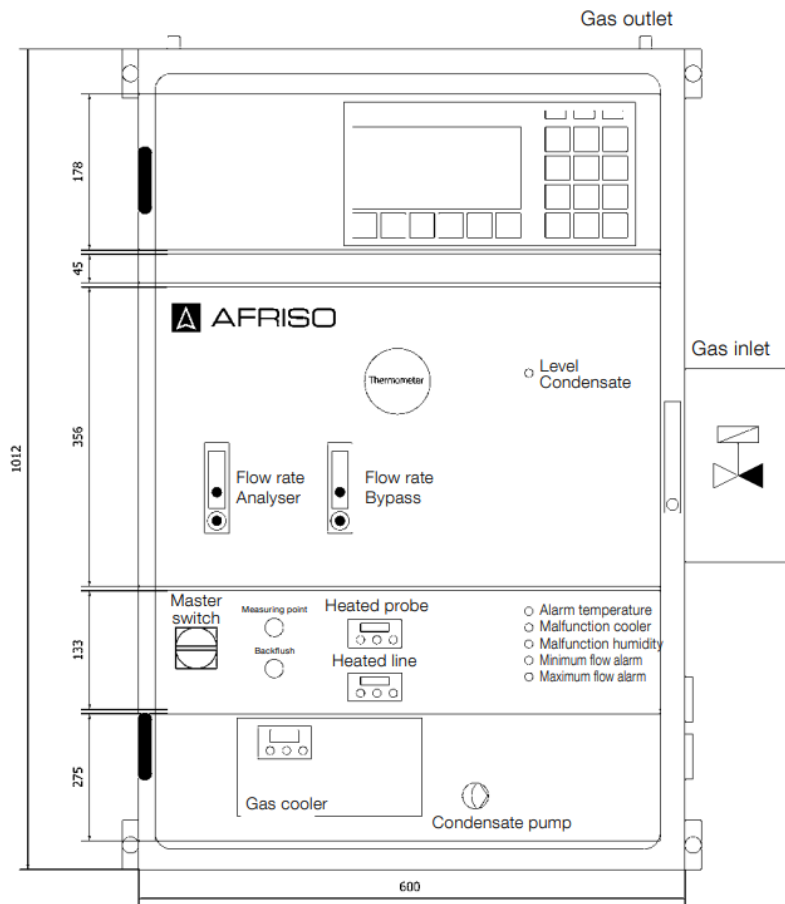 Gas outlet
178
45
AFRISO
Gas inlet
Thermometer
Level
Condensate
356
1012
Flow rate
Analyser
Flow rate
Bypass
Master
switch
Measuring point
Heated probe
Alarm temperature
Malfunction cooler
Malfunction humidity
Minimum flow alarm
Maximum flow alarm
Backflush
Heated line
133
275
Gas cooler
Condensate pump
600